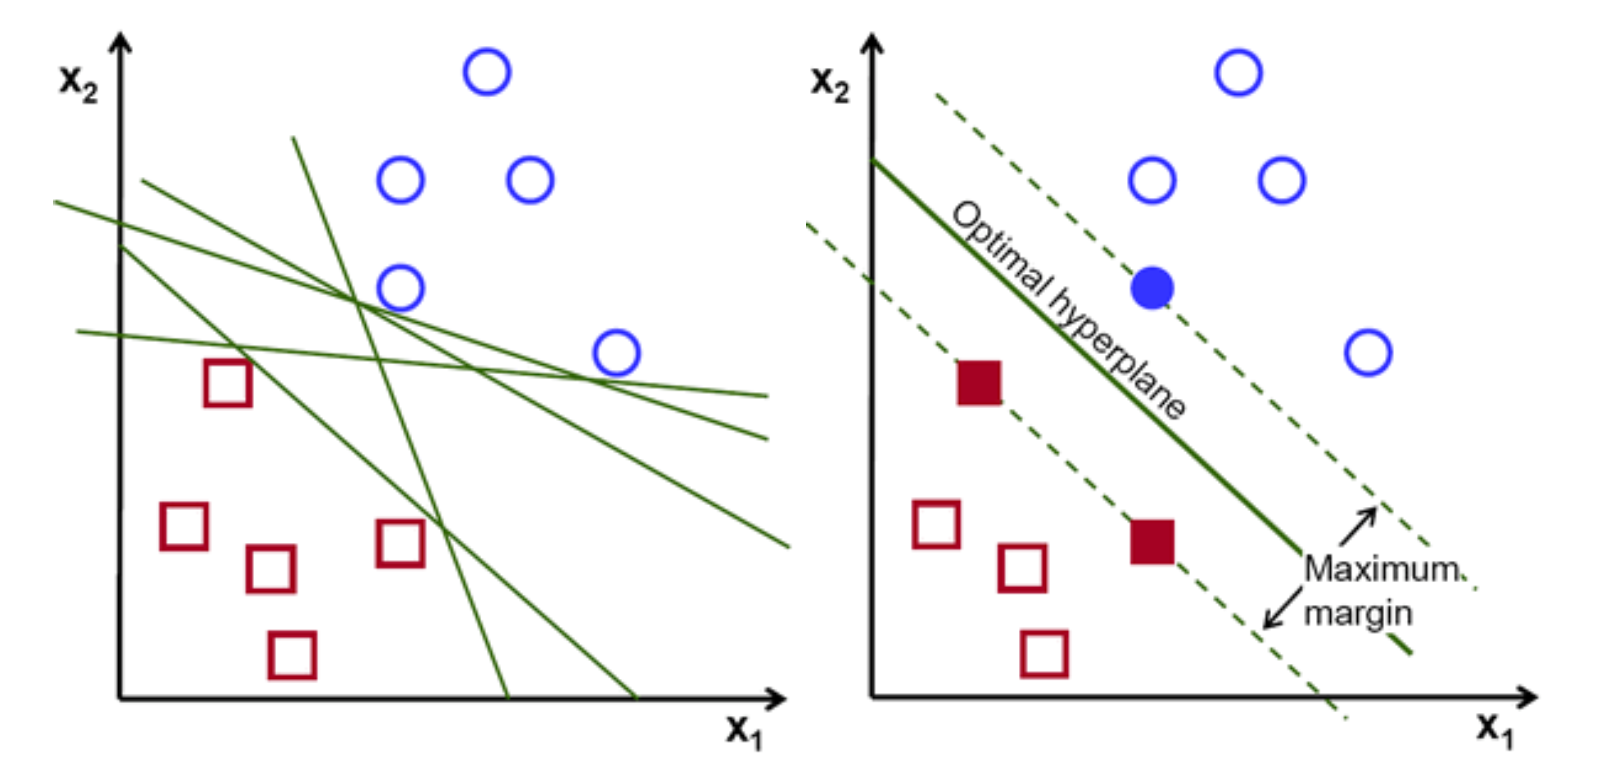 x₂
x₁
x₂
Optimal hyperplane
Maximum
margin
x₁